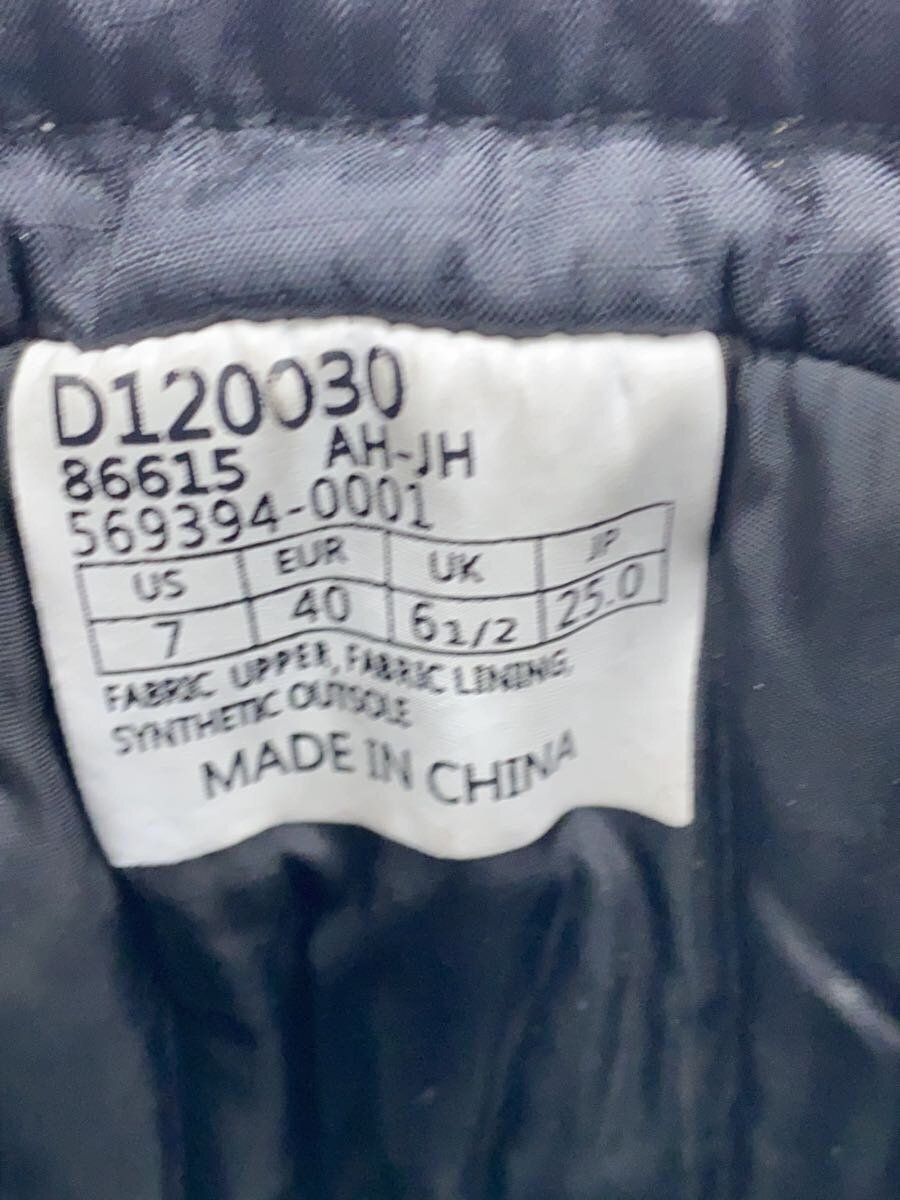 D120030
86615 AH-JH
569394-0001
US EUR UK JP
7 40 6 1/2 25.0
FABRIC UPPER, FABRIC LINING,
SYNTHETIC OUTSOLE
MADE IN CHINA